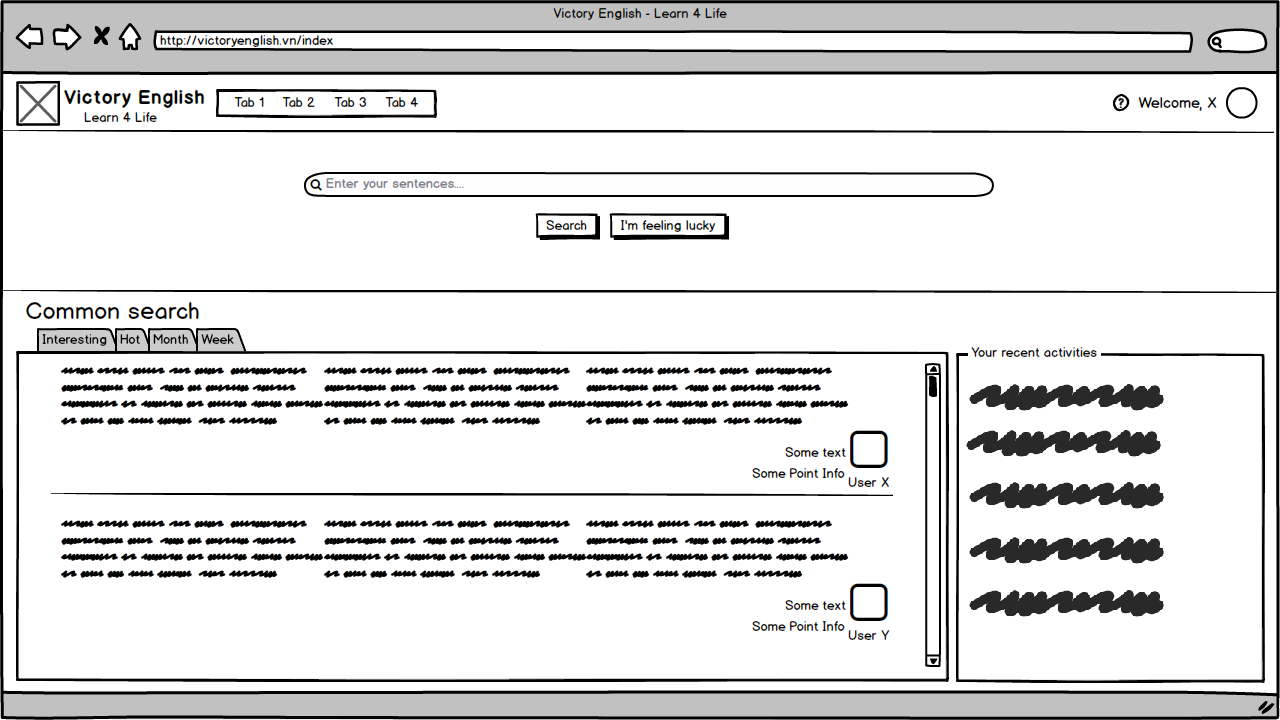 Victory English - Learn 4 Life
http://victoryenglish.vn/index
Victory English
Learn 4 Life
Tab 1 Tab 2 Tab 3 Tab 4
Welcome, X
Enter your sentences....
Search I'm feeling lucky
Common search
Interesting Hot Month Week
Your recent activities
Some text
Some Point Info
User X
Some text
Some Point Info
User Y